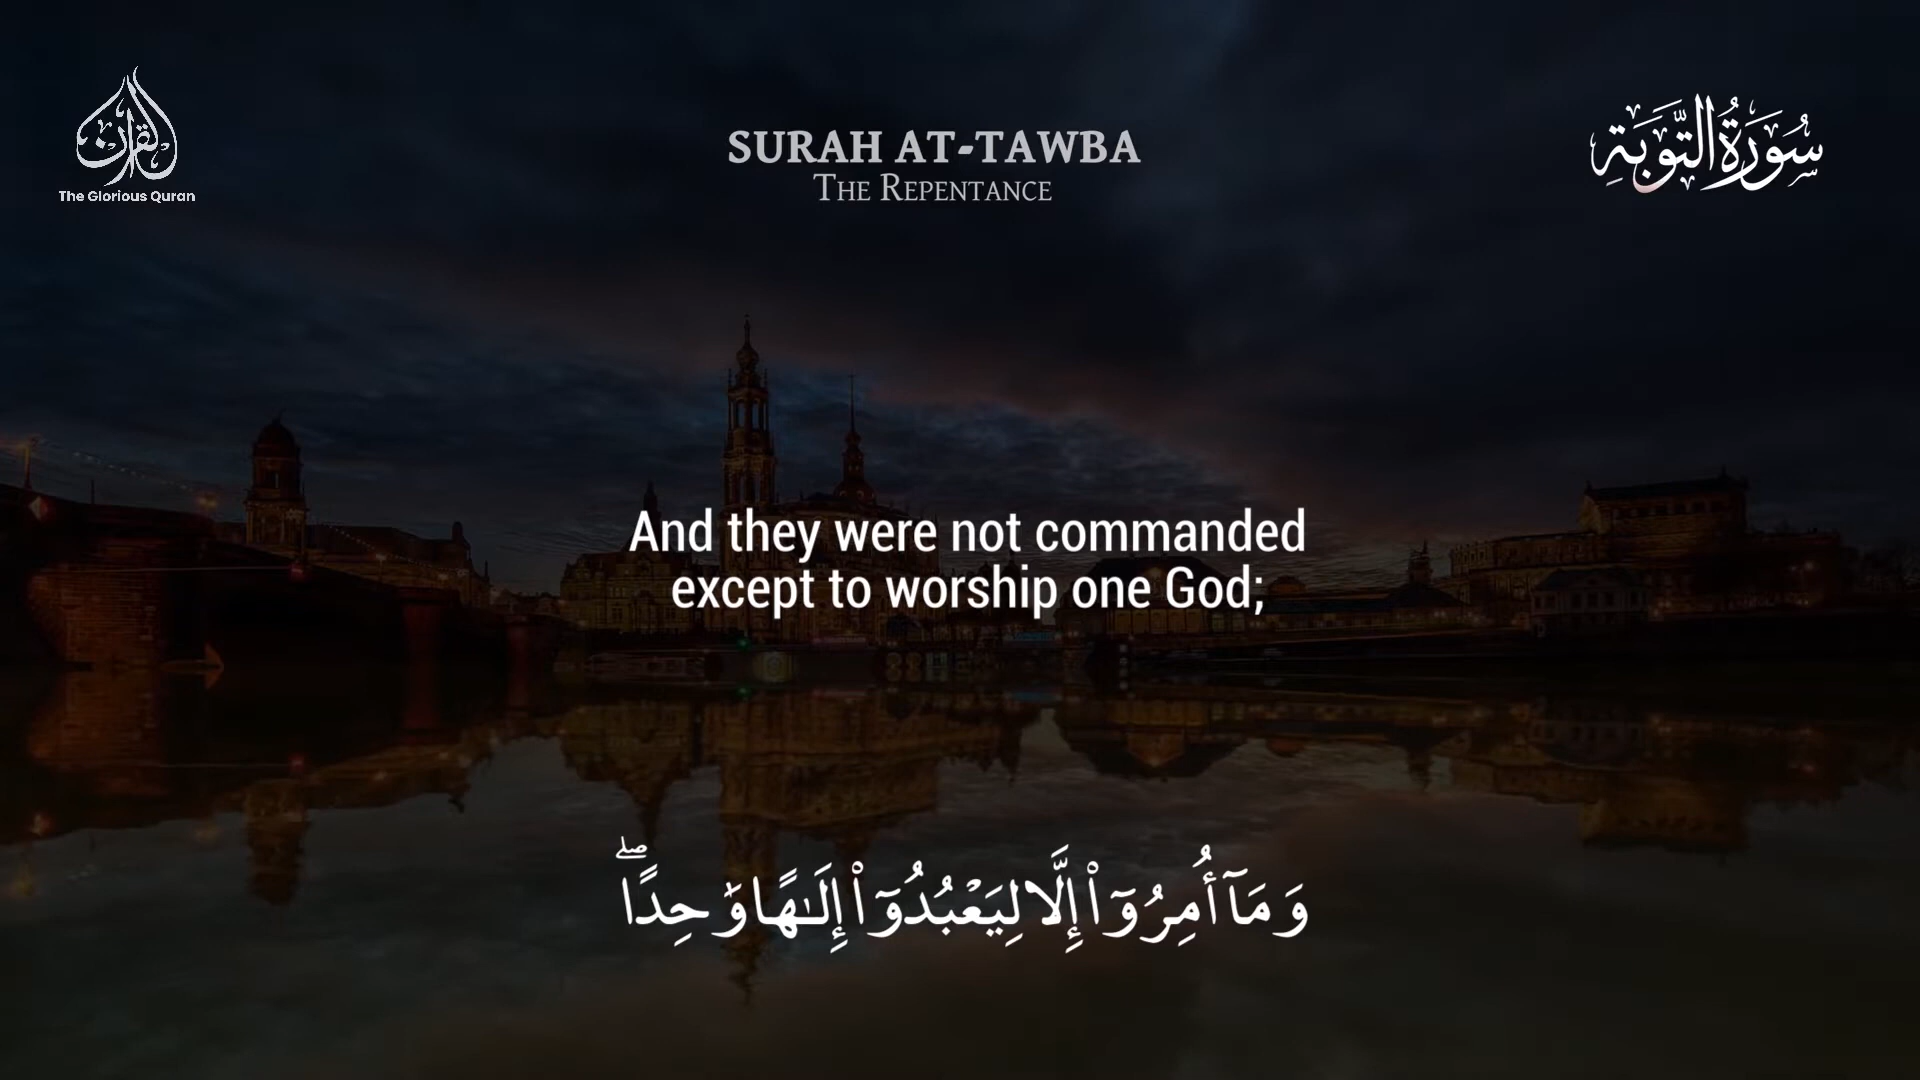 القرآن
The Glorious Quran
SURAH AT-TAWBA
THE REPENTANCE
سُورَةُ التَّوْبَةِ
And they were not commanded
except to worship one God;
وَمَآ أُمِرُوٓا۟ إِلَّا لِيَعْبُدُوٓا۟ إِلَـٰهًا وَٰحِدًا ۖ